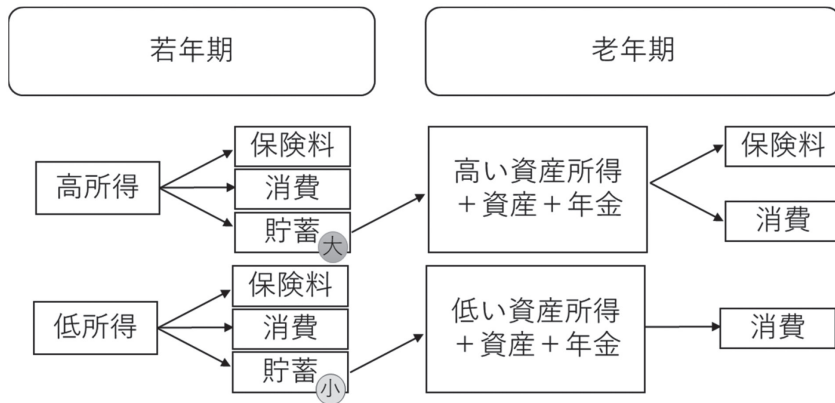 若年期
老年期
高所得
保険料
消費
貯蓄
大
高い資産所得
+資産+年金
保険料
消費
低所得
保険料
消費
貯蓄
小
低い資産所得
+資産+年金
消費